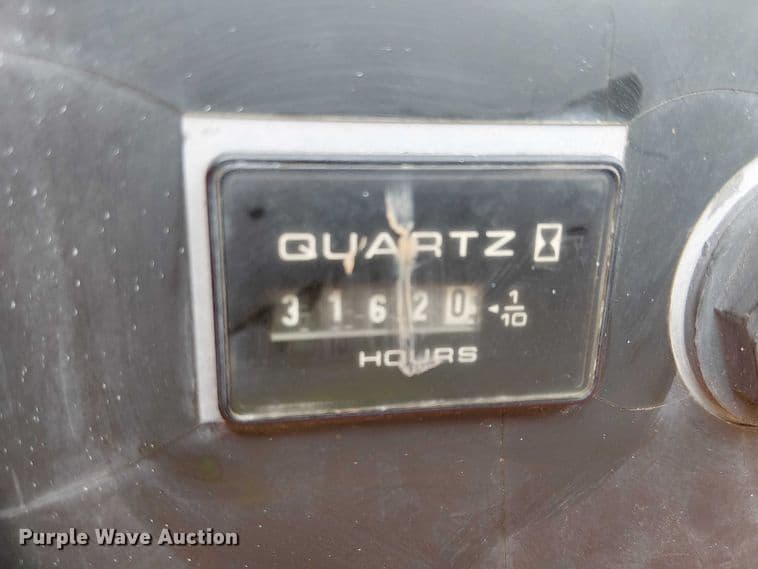 QUARTZ
31620 1/10
HOURS
Purple Wave Auction